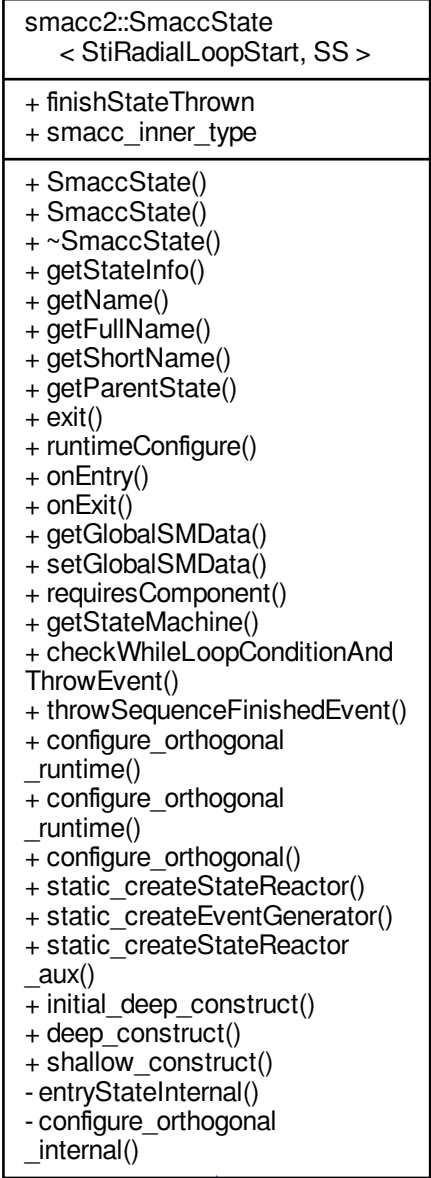 smacc2::SmaccState
< StiRadialLoopStart, SS >
+ finishStateThrown
+ smacc_inner_type
+ SmaccState()
+ SmaccState()
+ ~SmaccState()
+ getStateInfo()
+ getName()
+ getFullName()
+ getShortName()
+ getParentState()
+ exit()
+ runtimeConfigure()
+ onEntry()
+ onExit()
+ getGlobalSMData()
+ setGlobalSMData()
+ requiresComponent()
+ getStateMachine()
+ checkWhileLoopConditionAnd
ThrowEvent()
+ throwSequenceFinishedEvent()
+ configure_orthogonal
_runtime()
+ configure_orthogonal
_runtime()
+ configure_orthogonal()
+ static_createStateReactor()
+ static_createEventGenerator()
+ static_createStateReactor
_aux()
+ initial_deep_construct()
+ deep_construct()
+ shallow_construct()
- entryStateInternal()
- configure_orthogonal
_internal()